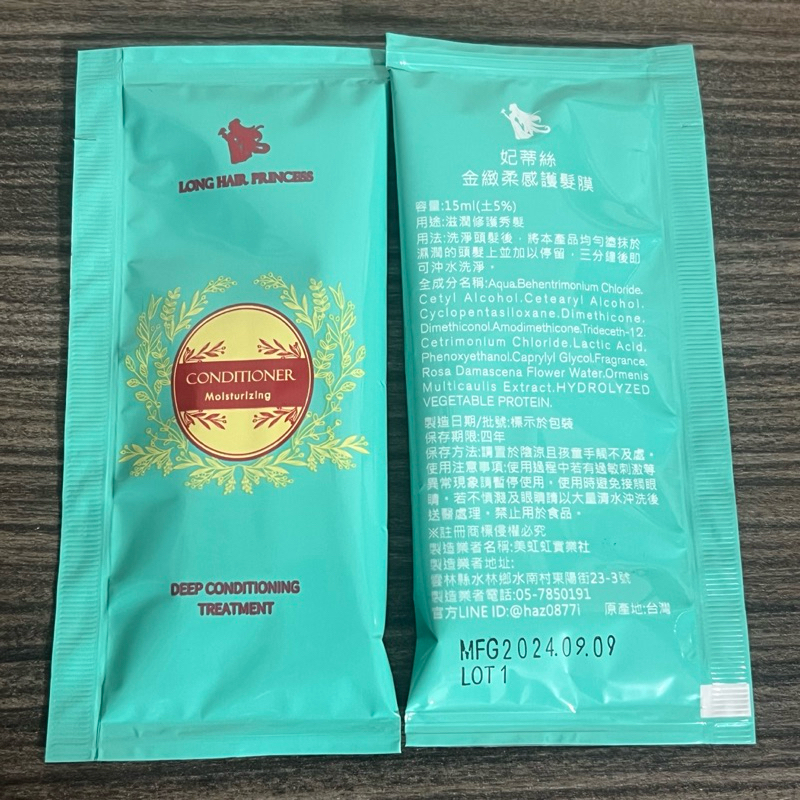 LONG HAIR PRINCESS
CONDITIONER
Moisturizing
DEEP CONDITIONING
TREATMENT
妃蒂絲
金緻柔感護髮膜
容量:15ml(土5%)
用途:滋潤修護秀髮
用法:洗淨頭髮後，將本產品均勻塗抹於
濕潤的頭髮上並加以停留，三分鐘後即
可沖水洗淨。
全成分名稱:Aqua.Behentrimonium Chloride.
Cetyl Alcohol.Cetearyl Alcohol.
Cyclopentasiloxane.Dimethicone.
Dimethiconol.Amodimethicone.Trideceth-12.
Cetrimonium Chloride.Lactic Acid.
Phenoxyethanol.Caprylyl Glycol.Fragrance.
Rosa Damascena Flower Water.Ormenis
Multicaulis Extract.HYDROLYZED
VEGETABLE PROTEIN.
製造日期/批號:標示於包裝
保存期限:四年
保存方法:請置於陰涼且孩童手觸不及處。
使用注意事項:使用過程中若有過敏刺激等
異常現象請暫停使用。使用時避免接觸眼
睛，若不慎濺及眼睛請以大量清水沖洗後
送醫處理。禁止用於食品。
※註冊商標侵權必究
製造業者名稱:美虹虹實業社
製造業者地址:
雲林縣水林鄉水南村東陽街23-3號
製造業者電話:05-7850191
官方LINE ID:@haz0877i 原產地:台灣
MFG2024.09.09
LOT1